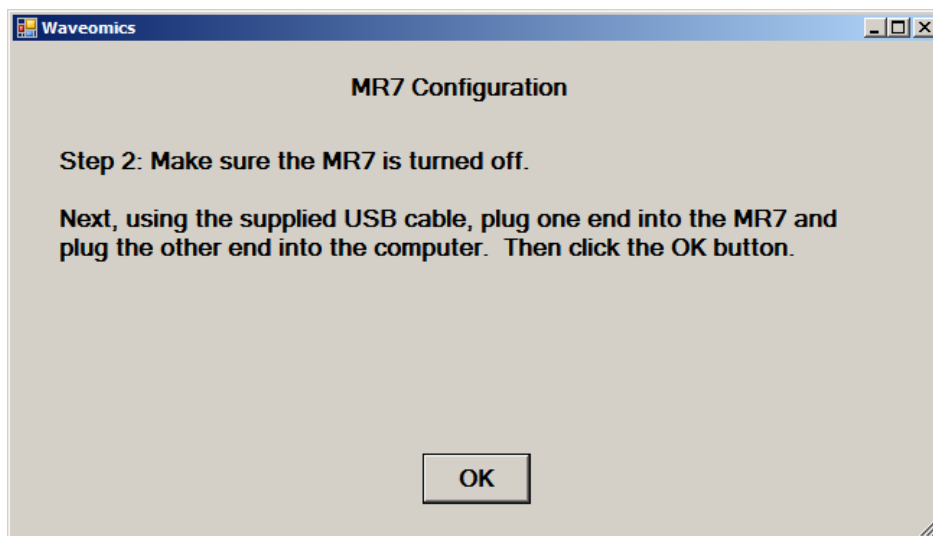 Waveomics
MR7 Configuration
Step 2: Make sure the MR7 is turned off.
Next, using the supplied USB cable, plug one end into the MR7 and
plug the other end into the computer.  Then click the OK button.
OK